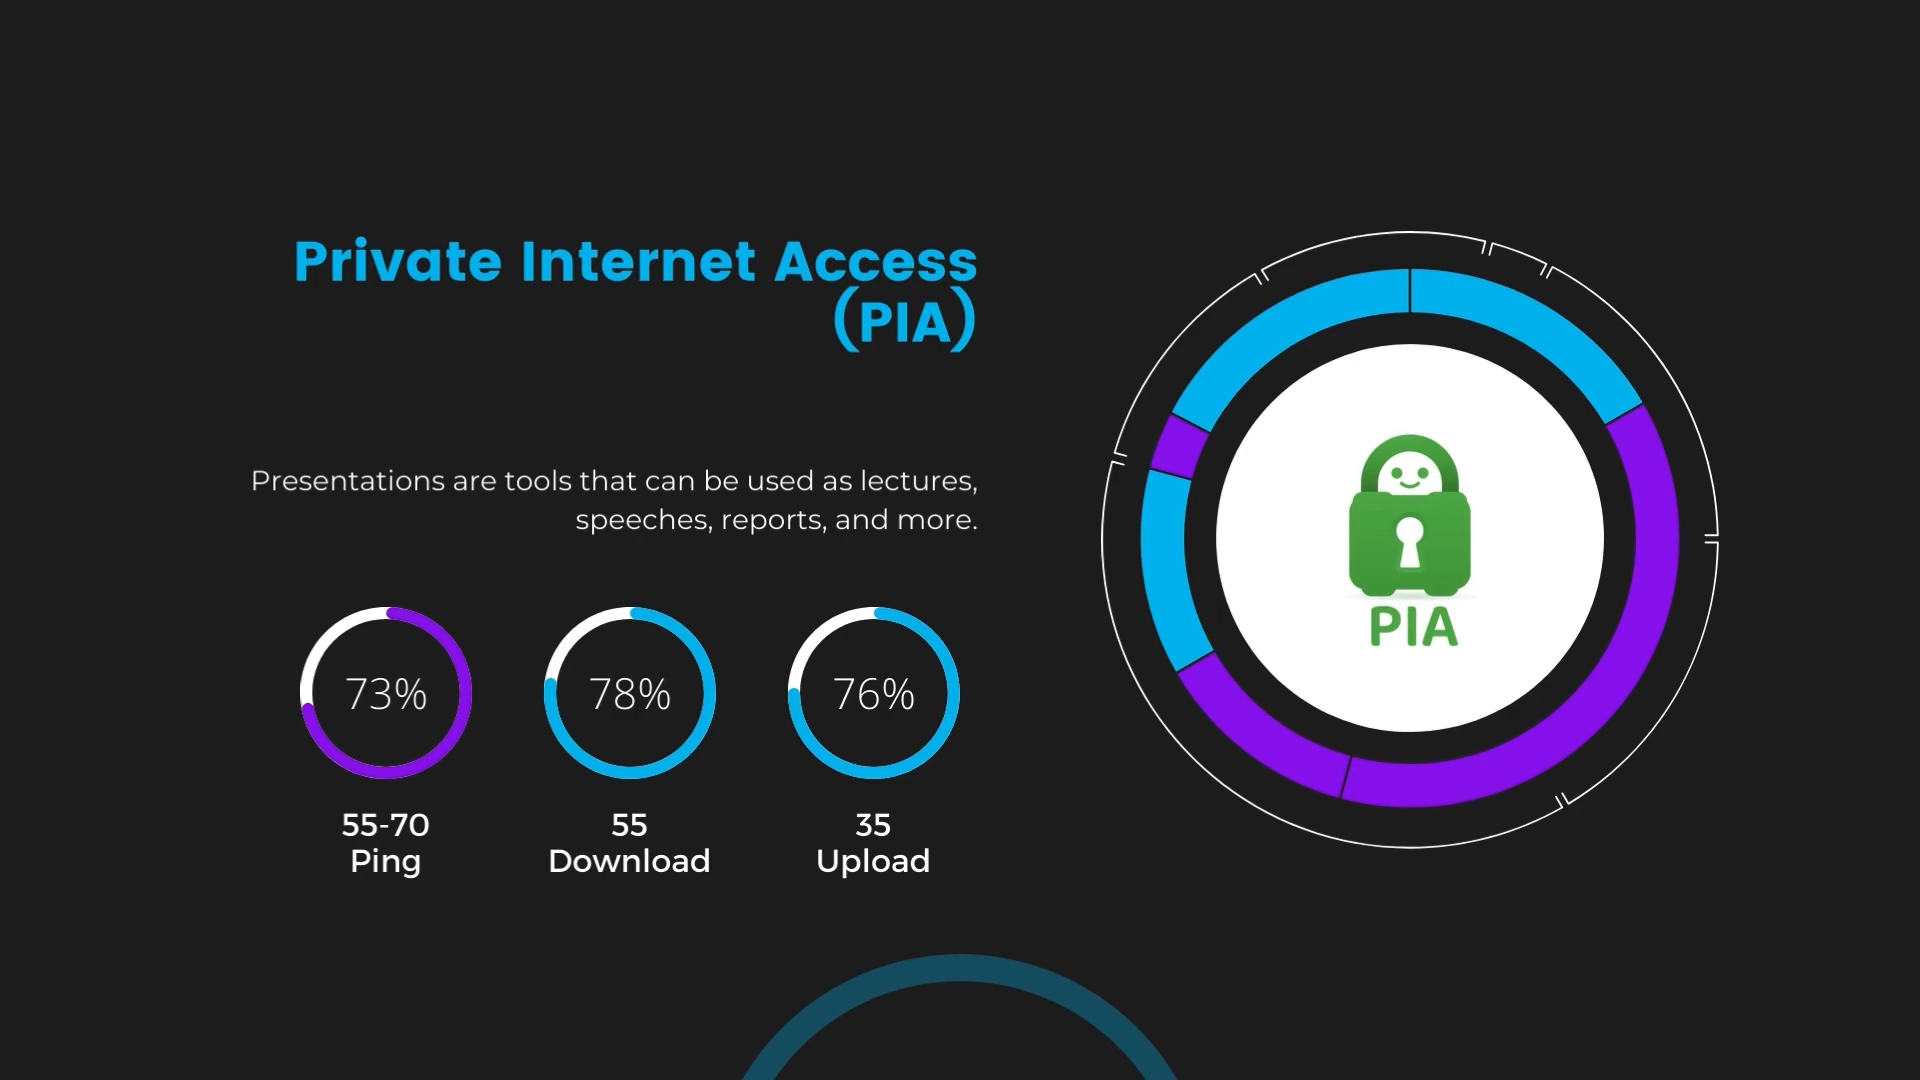 Private Internet Access
(PIA)
Presentations are tools that can be used as lectures,
speeches, reports, and more.
73%
78%
76%
55-70
Ping
55
Download
35
Upload
PIA